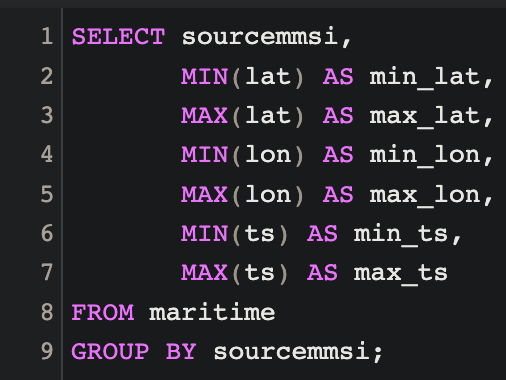 1 SELECT sourcemmsi,
2 MIN(lat) AS min_lat,
3 MAX(lat) AS max_lat,
4 MIN(lon) AS min_lon,
5 MAX(lon) AS max_lon,
6 MIN(ts) AS min_ts,
7 MAX(ts) AS max_ts
8 FROM maritime
9 GROUP BY sourcemmsi;